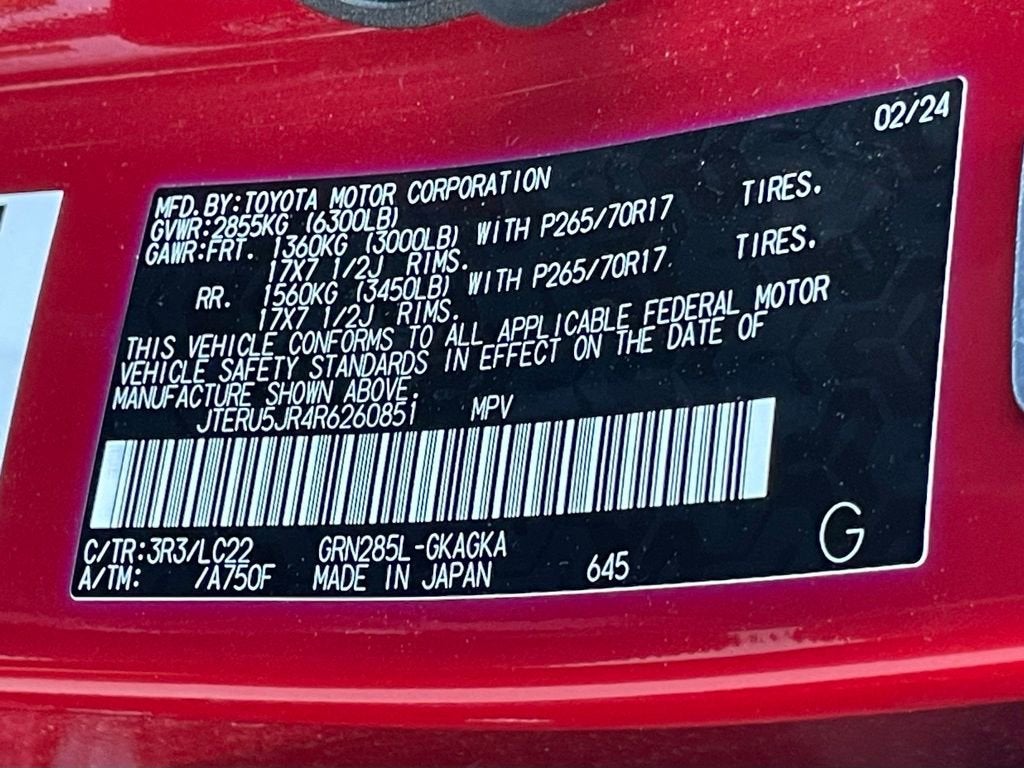 02/24
MFD.BY:TOYOTA MOTOR CORPORATION
GVWR:2855KG (6300LB)
GAWR:FRT. 1360KG (3000LB) WITH P265/70R17 TIRES.
17X7 1/2J RIMS.
RR. 1560KG (3450LB) WITH P265/70R17 TIRES.
17X7 1/2J RIMS.
THIS VEHICLE CONFORMS TO ALL APPLICABLE FEDERAL MOTOR
VEHICLE SAFETY STANDARDS IN EFFECT ON THE DATE OF
MANUFACTURE SHOWN ABOVE.
JTERU5JR4R6260851 MPV
C/TR:3R3/LC22 GRN285L-GKAGKA
A/TM: /A750F MADE IN JAPAN 645
G